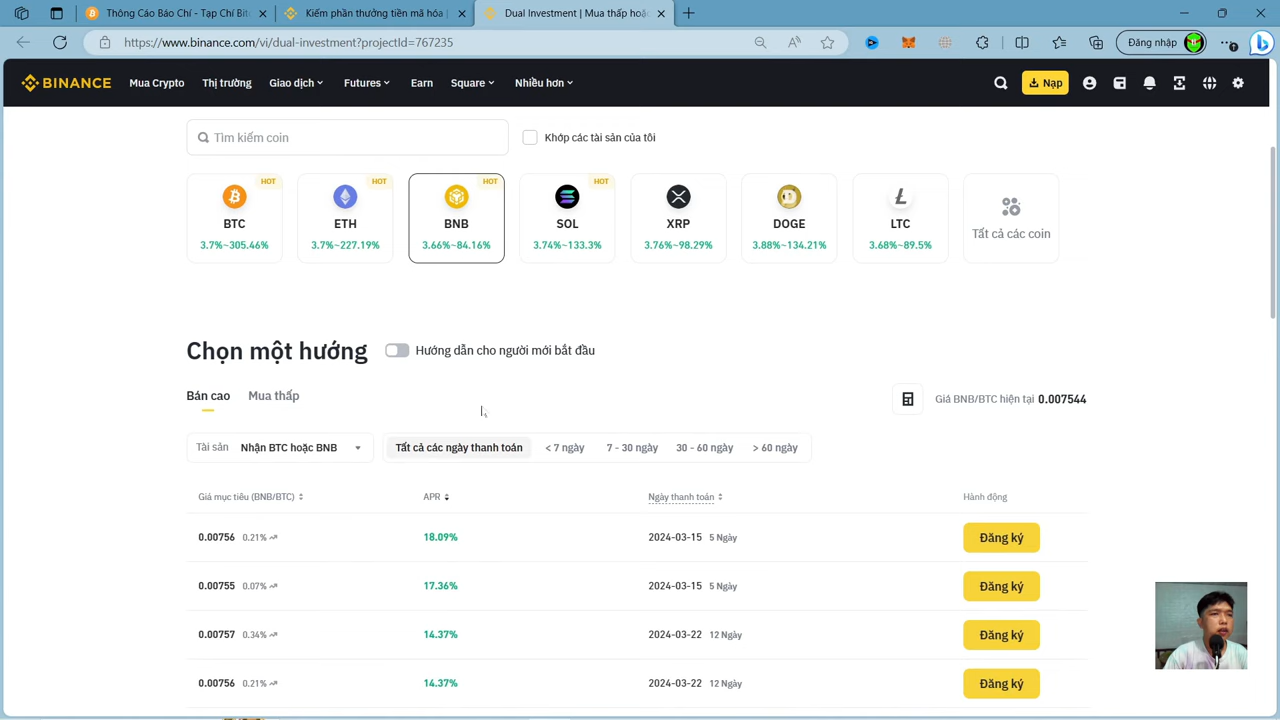 Thông Cáo Báo Chí - Tạp Chí Bit
Kiếm phần thưởng tiền mã hóa
Dual Investment | Mua thấp hoặc
https://www.binance.com/vi/dual-investment?projectId=767235
Đăng nhập
BINANCE
Mua Crypto
Thị trường
Giao dịch
Futures
Earn
Square
Nhiều hơn
Nạp
Tìm kiếm coin
Khớp các tài sản của tôi
HOT
HOT
HOT
HOT
BTC
ETH
BNB
SOL
XRP
DOGE
LTC
Tất cả các coin
3.7%~305.46%
3.7%~227.19%
3.66%~84.16%
3.74%~133.3%
3.76%~98.29%
3.88%~134.21%
3.68%~89.5%
Chọn một hướng
Hướng dẫn cho người mới bắt đầu
Bán cao
Mua thấp
Giá BNB/BTC hiện tại 0.007544
Tài sản Nhận BTC hoặc BNB
Tất cả các ngày thanh toán
< 7 ngày
7 - 30 ngày
30 - 60 ngày
> 60 ngày
Giá mục tiêu (BNB/BTC)
APR
Ngày thanh toán
Hành động
0.00756 0.21% 18.09% 2024-03-15 5 Ngày Đăng ký
0.00755 0.07% 17.36% 2024-03-15 5 Ngày Đăng ký
0.00757 0.34% 14.37% 2024-03-22 12 Ngày Đăng ký
0.00756 0.21% 14.37% 2024-03-22 12 Ngày Đăng ký